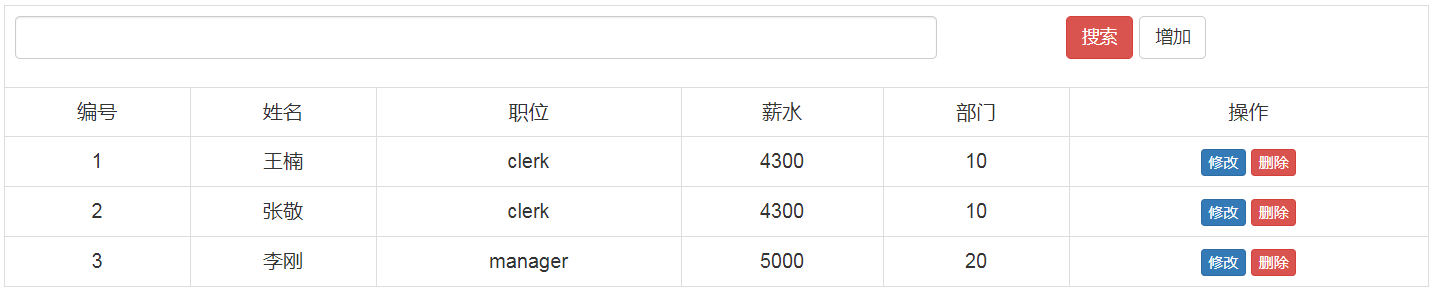 搜索 增加
编号 姓名 职位 薪水 部门 操作
1 王楠 clerk 4300 10 修改 删除
2 张敬 clerk 4300 10 修改 删除
3 李刚 manager 5000 20 修改 删除